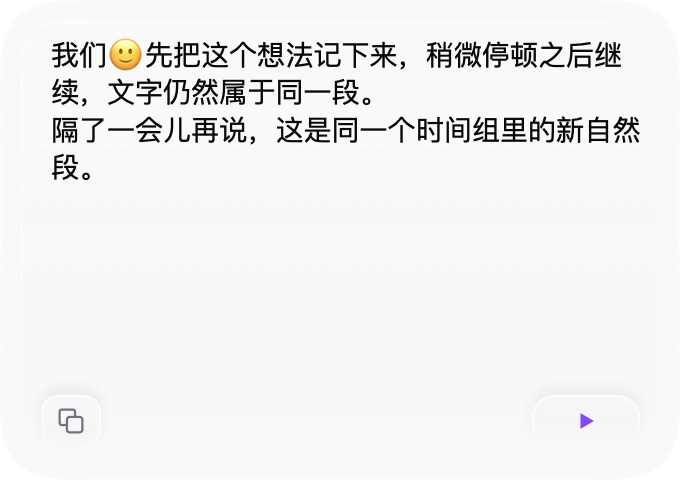 我们🙂先把这个想法记下来，稍微停顿之后继
续，文字仍然属于同一段。
隔了一会儿再说，这是同一个时间组里的新自然
段。